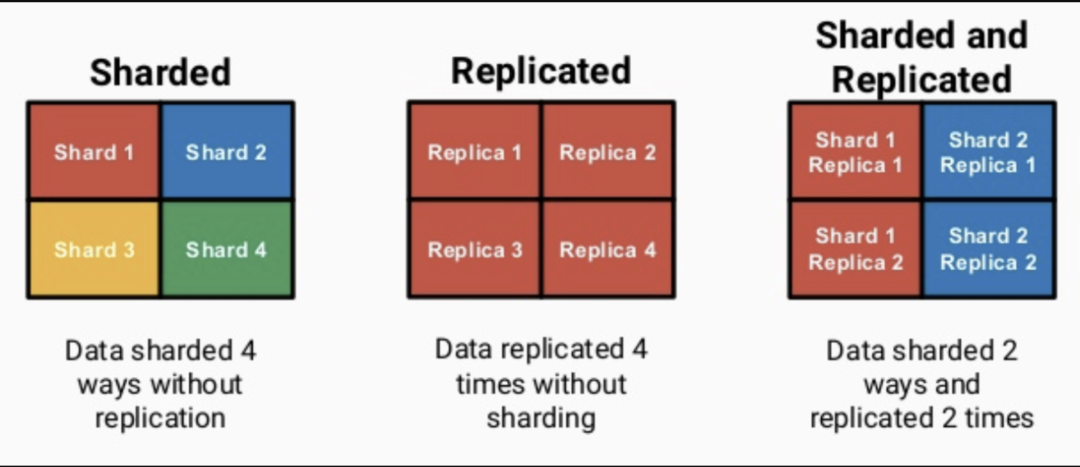 Sharded
Shard 1
Shard 2
Shard 3
Shard 4
Data sharded 4
ways without
replication
Replicated
Replica 1
Replica 2
Replica 3
Replica 4
Data replicated 4
times without
sharding
Sharded and
Replicated
Shard 1
Replica 1
Shard 2
Replica 1
Shard 1
Replica 2
Shard 2
Replica 2
Data sharded 2
ways and
replicated 2 times